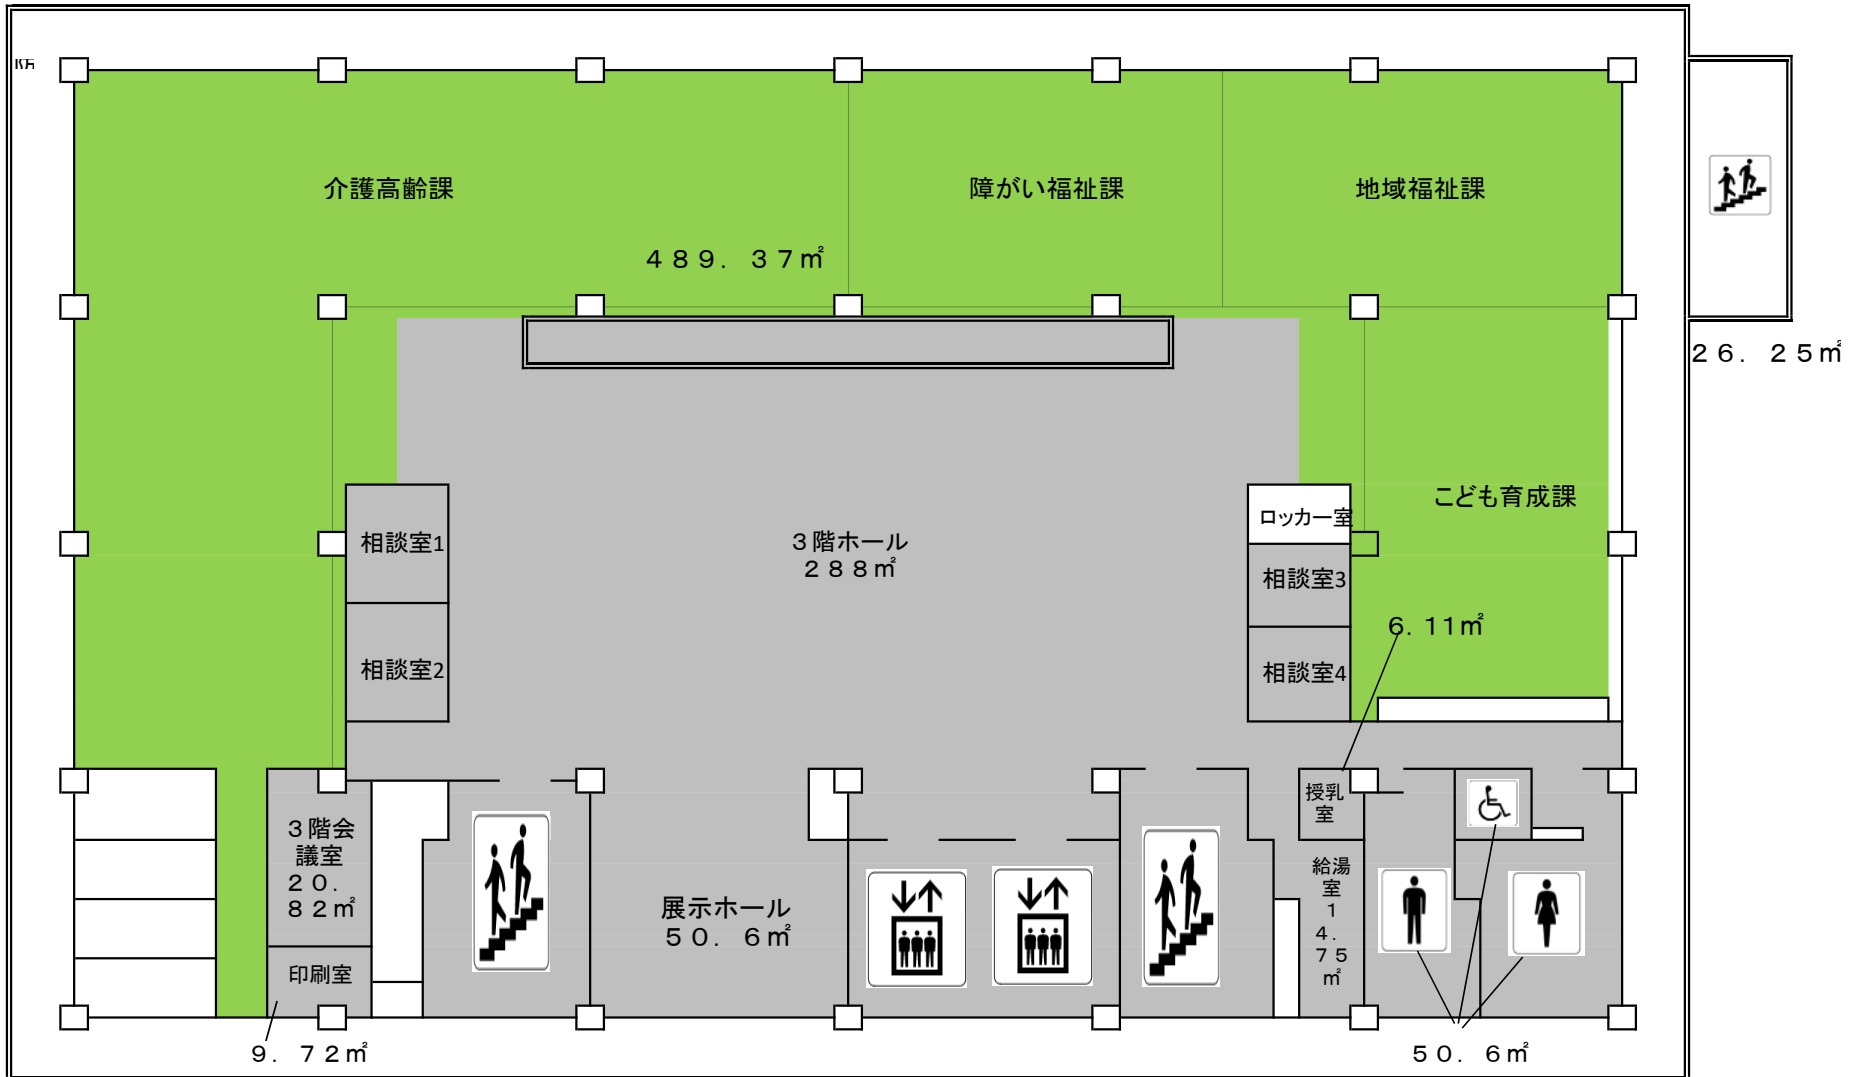 介護高齢課
障がい福祉課
地域福祉課
４８９．３７㎡
２６．２５㎡
こども育成課
ロッカー室
相談室1
３階ホール
２８８㎡
相談室3
６．１１㎡
相談室2
相談室4
授乳
室
３階会
議室
２０．
８２㎡
給湯
室
１
４．
７５
㎡
展示ホール
５０．６㎡
印刷室
９．７２㎡
５０．６㎡